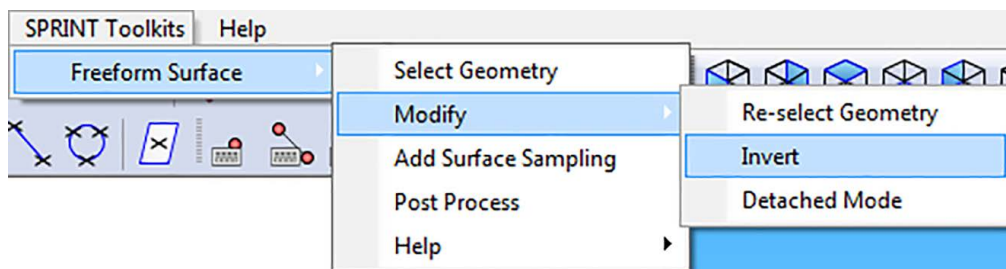 SPRINT Toolkits Help
Freeform Surface
Select Geometry
Modify
Add Surface Sampling
Post Process
Help
Re-select Geometry
Invert
Detached Mode